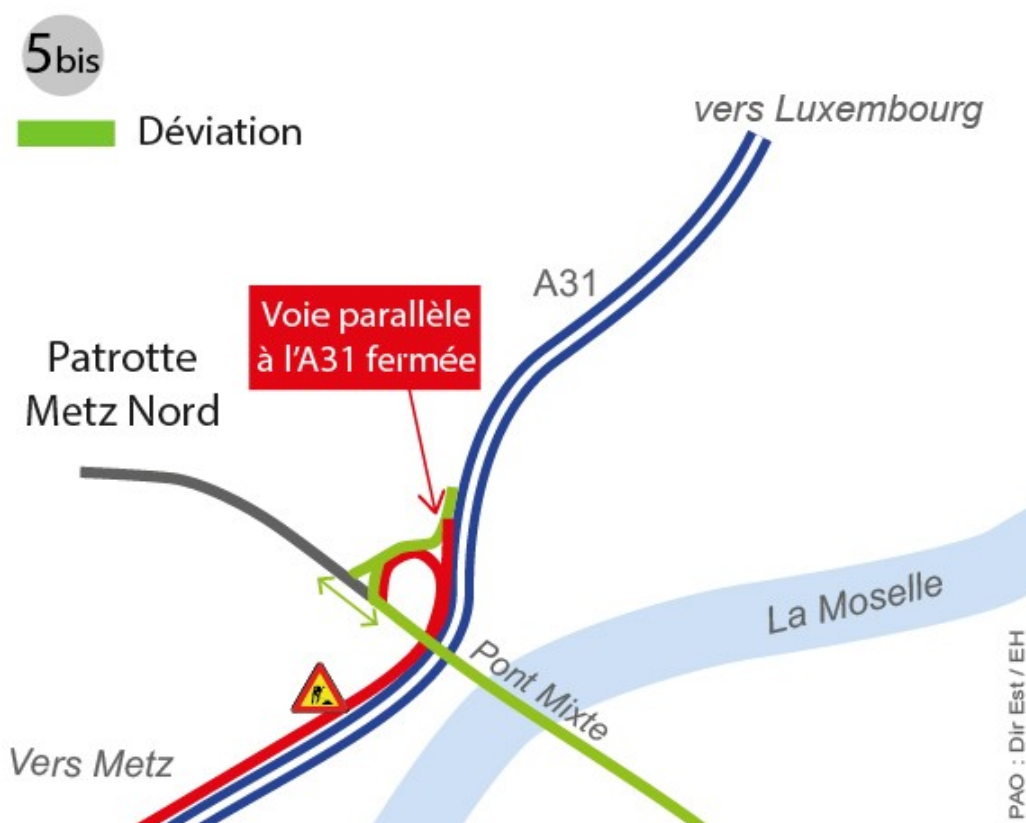 5bis
Déviation
vers Luxembourg
A31
Voie parallèle
à l'A31 fermée
Patrotte
Metz Nord
La Moselle
Pont Mixte
Vers Metz
PAO : Dir Est / EH